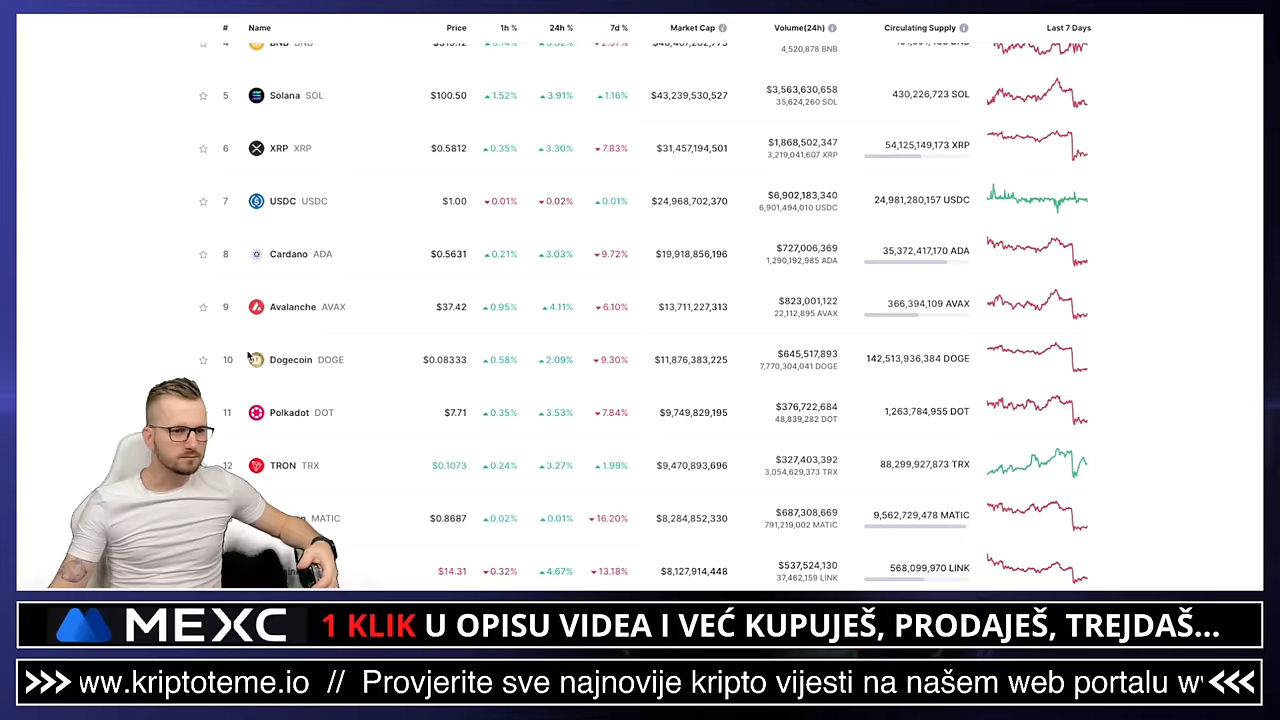 # Name Price 1h % 24h % 7d % Market Cap Volume(24h) Circulating Supply Last 7 Days
4 BNB BNB
4,520,878 BNB
5 Solana SOL $100.50 1.52% 3.91% 1.16% $43,239,530,527 $3,563,630,658 430,226,723 SOL
35,624,260 SOL
6 XRP XRP $0.5812 0.35% 3.30% 7.83% $31,457,194,501 $1,868,502,347 54,125,149,173 XRP
3,219,041,607 XRP
7 USDC USDC $1.00 0.01% 0.02% 0.01% $24,968,702,370 $6,902,183,340 24,981,280,157 USDC
6,901,494,010 USDC
8 Cardano ADA $0.5631 0.21% 3.03% 9.72% $19,918,856,196 $727,006,369 35,372,417,170 ADA
1,290,192,985 ADA
9 Avalanche AVAX $37.42 0.95% 4.11% 6.10% $13,711,227,313 $823,001,122 366,394,109 AVAX
22,112,895 AVAX
10 Dogecoin DOGE $0.08333 0.58% 2.09% 9.30% $11,876,383,225 $645,517,893 142,513,936,384 DOGE
7,770,304,041 DOGE
11 Polkadot DOT $7.71 0.35% 3.53% 7.84% $9,749,829,195 $376,722,684 1,263,784,955 DOT
48,839,282 DOT
12 TRON TRX $0.1073 0.24% 3.27% 1.99% $9,470,893,696 $327,403,392 88,299,927,873 TRX
3,054,629,373 TRX
MATIC $0.8687 0.02% 0.01% 16.20% $8,284,852,330 $687,308,669 9,562,729,478 MATIC
791,219,002 MATIC
$14.31 0.32% 4.67% 13.18% $8,127,914,448 $537,524,130 568,099,970 LINK
37,462,159 LINK
MEXC 1 KLIK U OPISU VIDEA I VEĆ KUPUJEŠ, PRODAJEŠ, TREJDAŠ...
ww.kriptoteme.io // Provjerite sve najnovije kripto vijesti na našem web portalu w